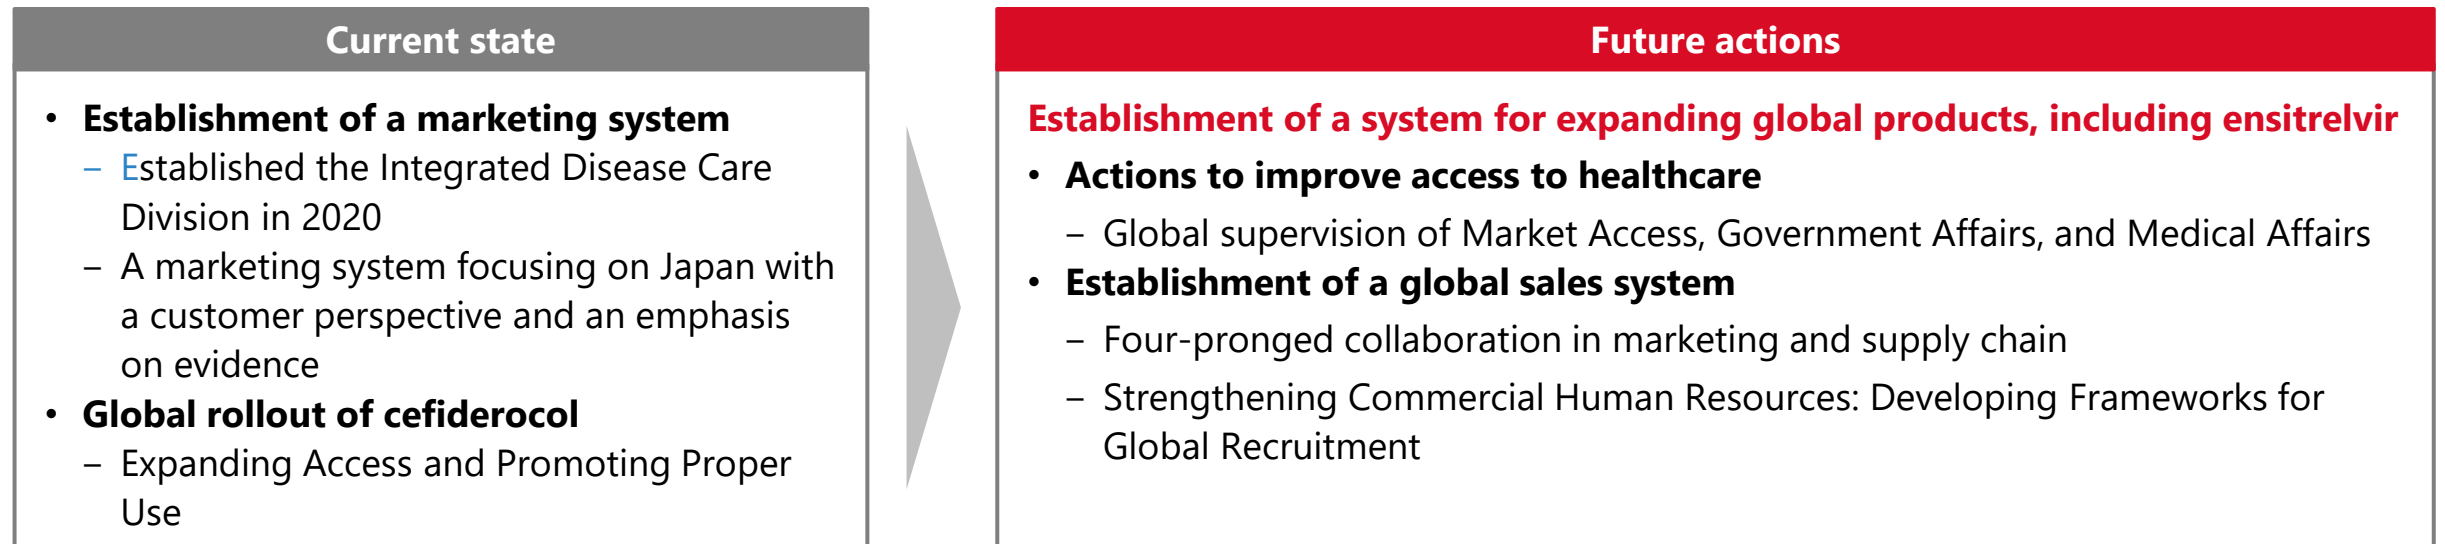 Current state
• Establishment of a marketing system
– Established the Integrated Disease Care
Division in 2020
– A marketing system focusing on Japan with
a customer perspective and an emphasis
on evidence
• Global rollout of cefiderocol
– Expanding Access and Promoting Proper
Use
Future actions
Establishment of a system for expanding global products, including ensitrelvir
• Actions to improve access to healthcare
– Global supervision of Market Access, Government Affairs, and Medical Affairs
• Establishment of a global sales system
– Four-pronged collaboration in marketing and supply chain
– Strengthening Commercial Human Resources: Developing Frameworks for
Global Recruitment